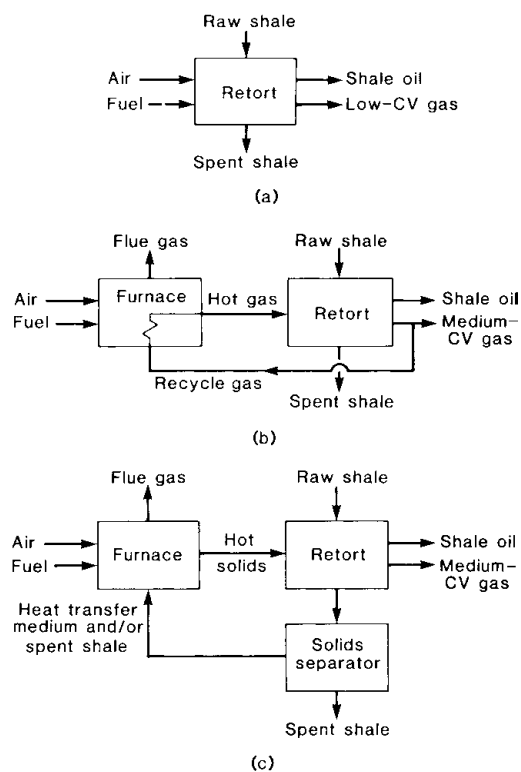 Raw shale
Air
Fuel
Retort
Shale oil
Low-CV gas
Spent shale
(a)
Flue gas
Raw shale
Air
Fuel
Furnace
Hot gas
Retort
Shale oil
Medium-
CV gas
Recycle gas
Spent shale
(b)
Flue gas
Raw shale
Air
Fuel
Furnace
Hot
solids
Retort
Shale oil
Medium-
CV gas
Heat transfer
medium and/or
spent shale
Solids
separator
Spent shale
(c)